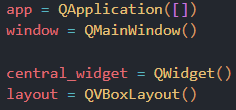 app = QApplication([])
window = QMainWindow()
central_widget = QWidget()
layout = QVBoxLayout()